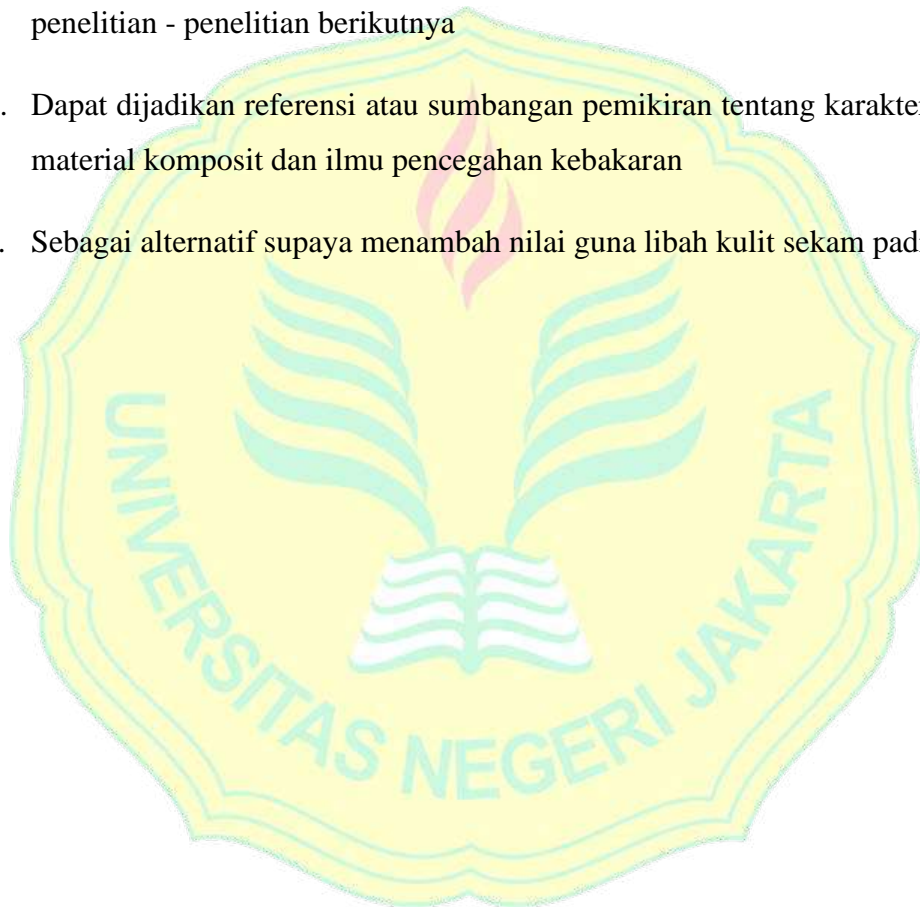 penelitian - penelitian berikutnya
. Dapat dijadikan referensi atau sumbangan pemikiran tentang karakte
material komposit dan ilmu pencegahan kebakaran
. Sebagai alternatif supaya menambah nilai guna libah kulit sekam pad
UNIVERSITAS NEGERI JAKARTA